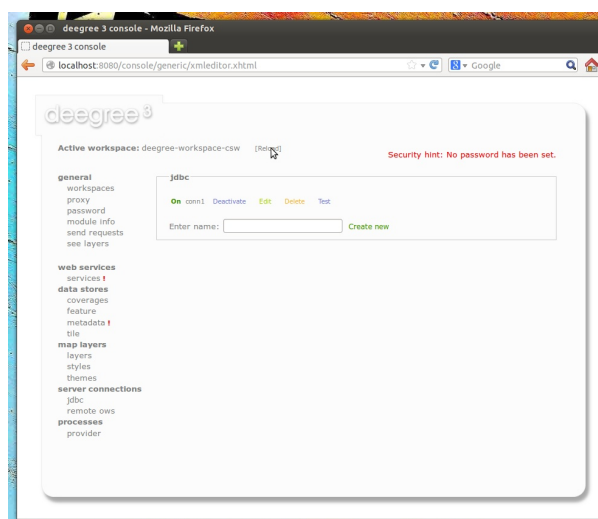 deegree 3 console - Mozilla Firefox
deegree 3 console
localhost:8080/console/generic/xmleditor.xhtml
Google
deegree 3
Active workspace: deegree-workspace-csw [Reload]
Security hint: No password has been set.
general
workspaces
proxy
password
module info
send requests
see layers
web services
services !
data stores
coverages
feature
metadata !
tile
map layers
layers
styles
themes
server connections
jdbc
remote ows
processes
provider
jdbc
On conn1 Deactivate Edit Delete Test
Enter name: Create new